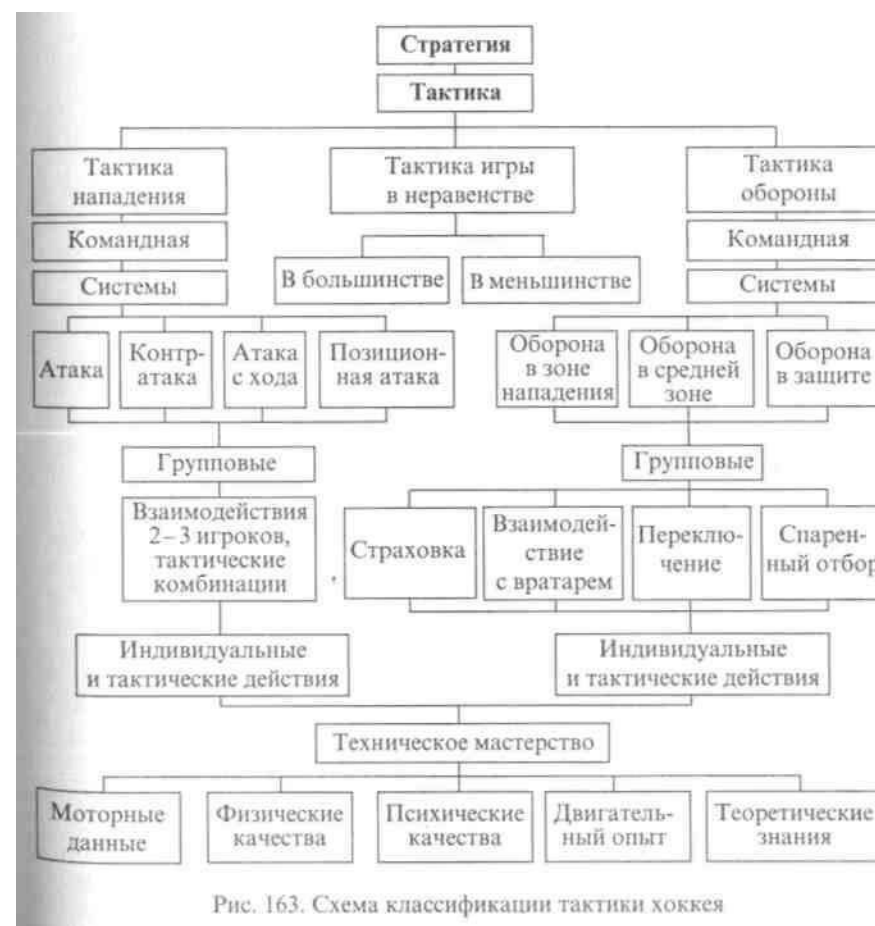 Стратегия
Тактика
Тактика
нападения
Тактика игры
в неравенстве
Тактика
обороны
Командная
Командная
Системы
В большинстве
В меньшинстве
Системы
Атака
Контр-
атака
Атака
с хода
Позицион-
ная атака
Оборона
в зоне
нападения
Оборона
в средней
зоне
Оборона
в защите
Групповые
Групповые
Взаимодействия
2–3 игроков,
тактические
комбинации
Страховка
Взаимодей-
ствие
с вратарем
Переклю-
чение
Спарен-
ный отбор
Индивидуальные
и тактические действия
Индивидуальные
и тактические действия
Техническое мастерство
Моторные
данные
Физические
качества
Психические
качества
Двигатель-
ный опыт
Теоретические
знания
Рис. 163. Схема классификации тактики хоккея